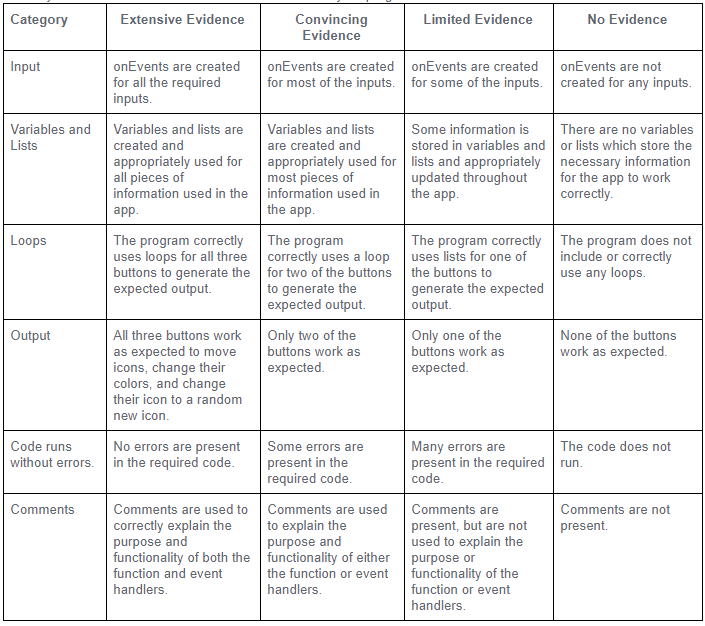 Category
Extensive Evidence
Convincing
Evidence
Limited Evidence
No Evidence
Input
onEvents are created
for all the required
inputs.
onEvents are created
for most of the inputs.
onEvents are created
for some of the inputs.
onEvents are not
created for any inputs.
Variables and
Lists
Variables and lists are
created and
appropriately used for
all pieces of
information used in the
app.
Variables and lists
are created and
appropriately used for
most pieces of
information used in
the app.
Some information is
stored in variables and
lists and appropriately
updated throughout
the app.
There are no variables
or lists which store the
necessary information
for the app to work
correctly.
Loops
The program correctly
uses loops for all three
buttons to generate the
expected output.
The program
correctly uses a loop
for two of the buttons
to generate the
expected output.
The program correctly
uses lists for one of
the buttons to
generate the expected
output.
The program does not
include or correctly
use any loops.
Output
All three buttons work
as expected to move
icons, change their
colors, and change
their icon to a random
new icon.
Only two of the
buttons work as
expected.
Only one of the
buttons work as
expected.
None of the buttons
work as expected.
Code runs
without errors.
No errors are present
in the required code.
Some errors are
present in the
required code.
Many errors are
present in the required
code.
The code does not
run.
Comments
Comments are used to
correctly explain the
purpose and
functionality of both the
function and event
handlers.
Comments are used
to explain the
purpose and
functionality of either
the function or event
handlers.
Comments are
present, but are not
used to explain the
purpose or
functionality of the
function or event
handlers.
Comments are not
present.